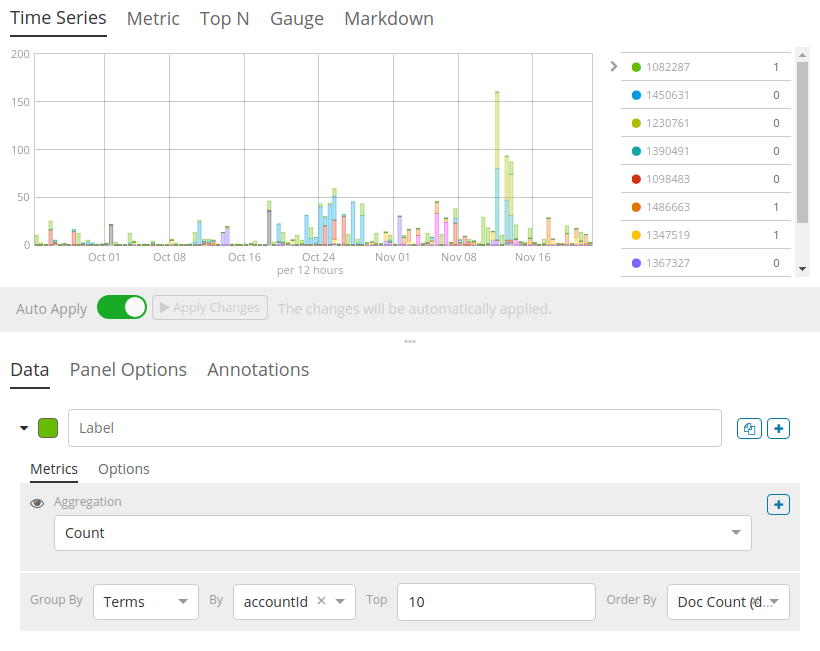 Time Series Metric Top N Gauge Markdown
200
150
100
50
0
Oct 01 Oct 08 Oct 16 Oct 24 Nov 01 Nov 08 Nov 16
per 12 hours
1082287 1
1450631 0
1230761 0
1390491 0
1098483 0
1486663 1
1347519 1
1367327 0
Auto Apply Apply Changes The changes will be automatically applied.
Data Panel Options Annotations
Label
Metrics Options
Aggregation
Count
Group By Terms By accountId × Top 10 Order By Doc Count (d...